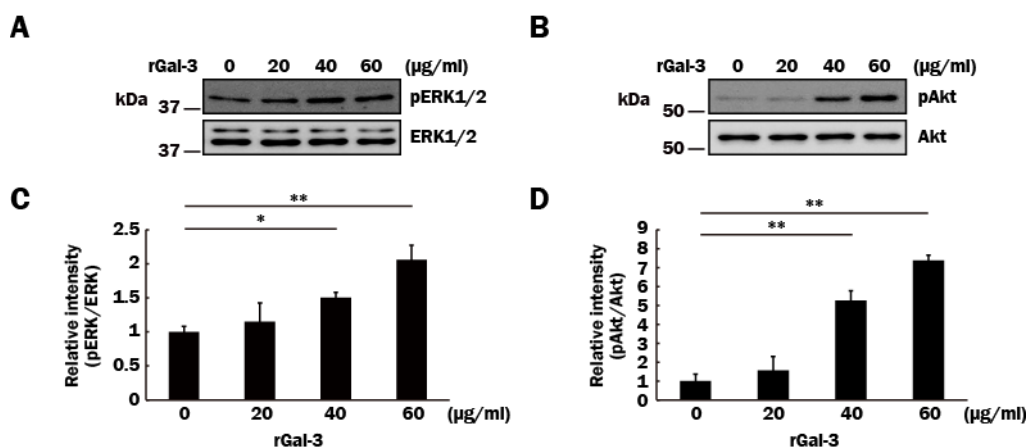 A
rGal-3 0 20 40 60 (µg/ml)
kDa
37
pERK1/2
37
ERK1/2
B
rGal-3 0 20 40 60 (µg/ml)
kDa
50
pAkt
50
Akt
C
**
*
Relative intensity
(pERK/ERK)
2.5
2
1.5
1
0.5
0
0 20 40 60 (µg/ml)
rGal-3
D
**
**
Relative intensity
(pAkt/Akt)
9
8
7
6
5
4
3
2
1
0
0 20 40 60 (µg/ml)
rGal-3